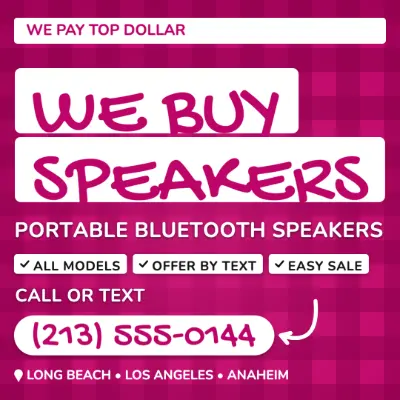 WE PAY TOP DOLLAR
WE BUY
SPEAKERS
PORTABLE BLUETOOTH SPEAKERS
✓ ALL MODELS ✓ OFFER BY TEXT ✓ EASY SALE
CALL OR TEXT
(213) 555-0144
LONG BEACH • LOS ANGELES • ANAHEIM